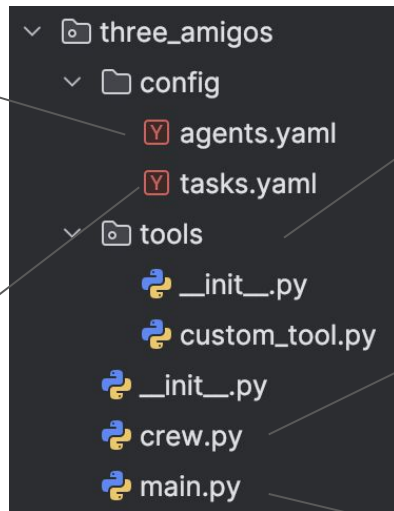 three_amigos
config
Y agents.yaml
Y tasks.yaml
tools
__init__.py
custom_tool.py
__init__.py
crew.py
main.py